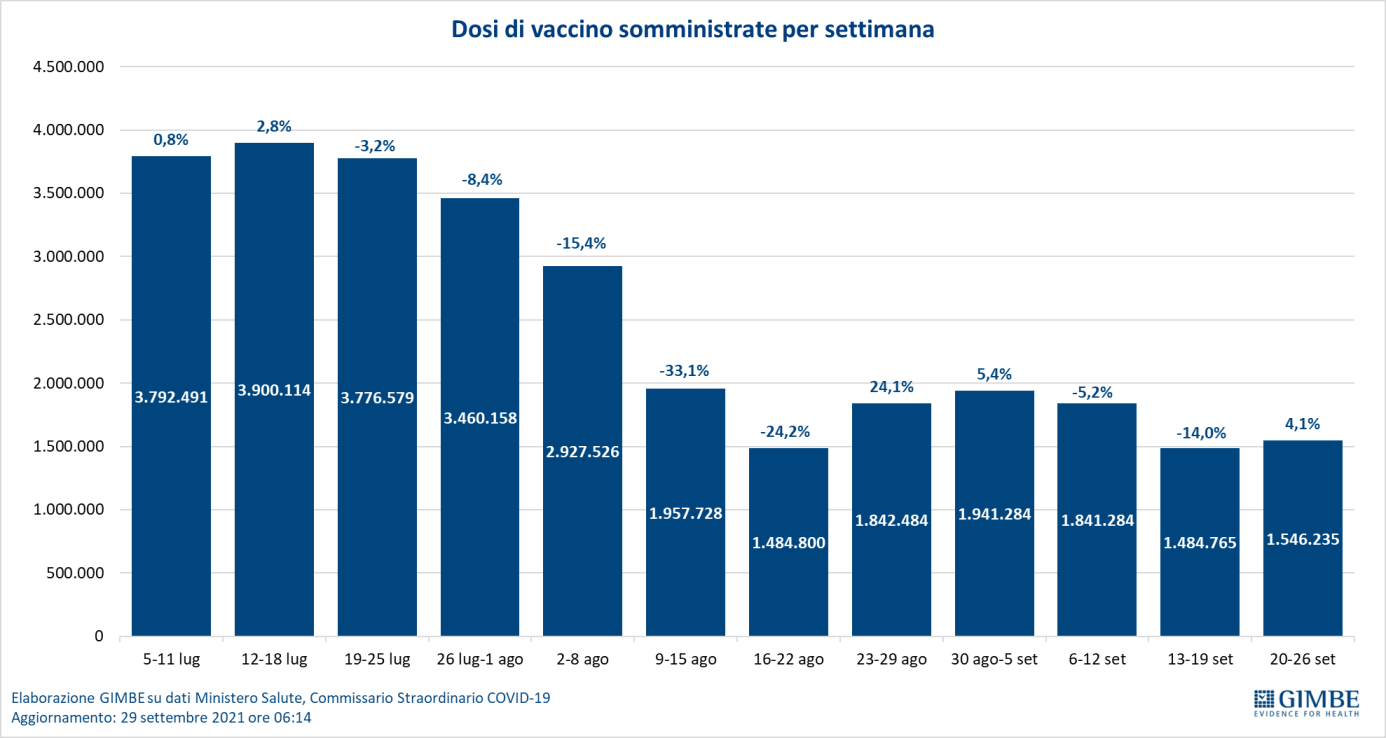 Dosi di vaccino somministrate per settimana
4.500.000
4.000.000
3.500.000
3.000.000
2.500.000
2.000.000
1.500.000
1.000.000
500.000
0
0,8%
2,8%
-3,2%
-8,4%
-15,4%
-33,1%
-24,2%
24,1%
5,4%
-5,2%
-14,0%
4,1%
3.792.491
3.900.114
3.776.579
3.460.158
2.927.526
1.957.728
1.484.800
1.842.484
1.941.284
1.841.284
1.484.765
1.546.235
5-11 lug
12-18 lug
19-25 lug
26 lug-1 ago
2-8 ago
9-15 ago
16-22 ago
23-29 ago
30 ago-5 set
6-12 set
13-19 set
20-26 set
Elaborazione GIMBE su dati Ministero Salute, Commissario Straordinario COVID-19
Aggiornamento: 29 settembre 2021 ore 06:14
GIMBE
EVIDENCE FOR HEALTH